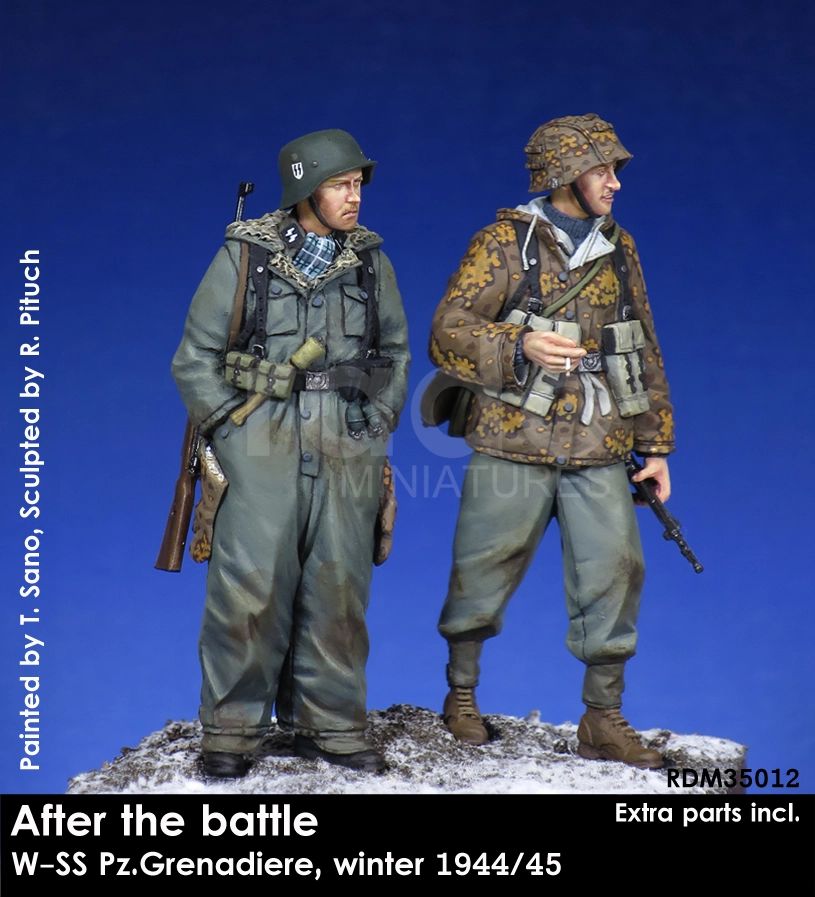 Painted by T. Sano, Sculpted by R. Pituch
MINIATURES
RDM35012
After the battle
Extra parts incl.
W-SS Pz.Grenadiere, winter 1944/45